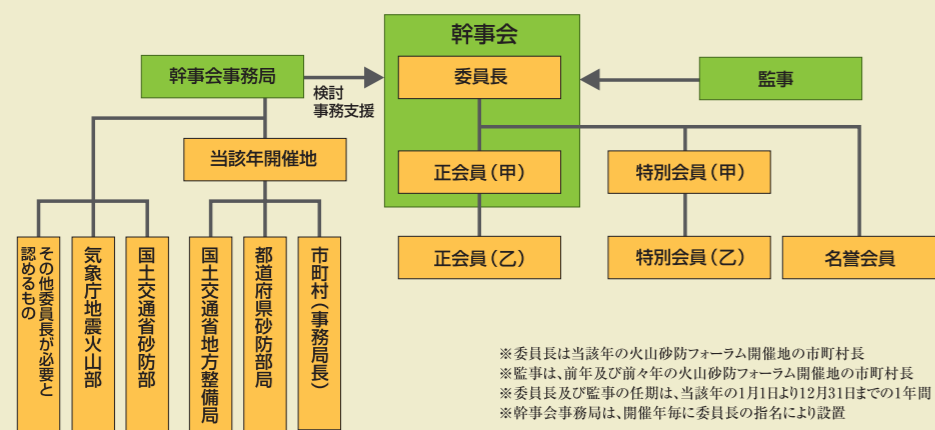 幹事会
幹事会事務局
検討
事務支援
委員長
監事
当該年開催地
正会員(甲)
特別会員(甲)
正会員(乙)
特別会員(乙)
名誉会員
その他委員長が必要と
認めるもの
気象庁地震火山部
国土交通省砂防部
国土交通省地方整備局
都道府県砂防部局
市町村(事務局長)
※委員長は当該年の火山砂防フォーラム開催地の市町村長
※監事は、前年及び前々年の火山砂防フォーラム開催地の市町村長
※委員長及び監事の任期は、当該年の1月1日より12月31日までの1年間
※幹事会事務局は、開催年毎に委員長の指名により設置